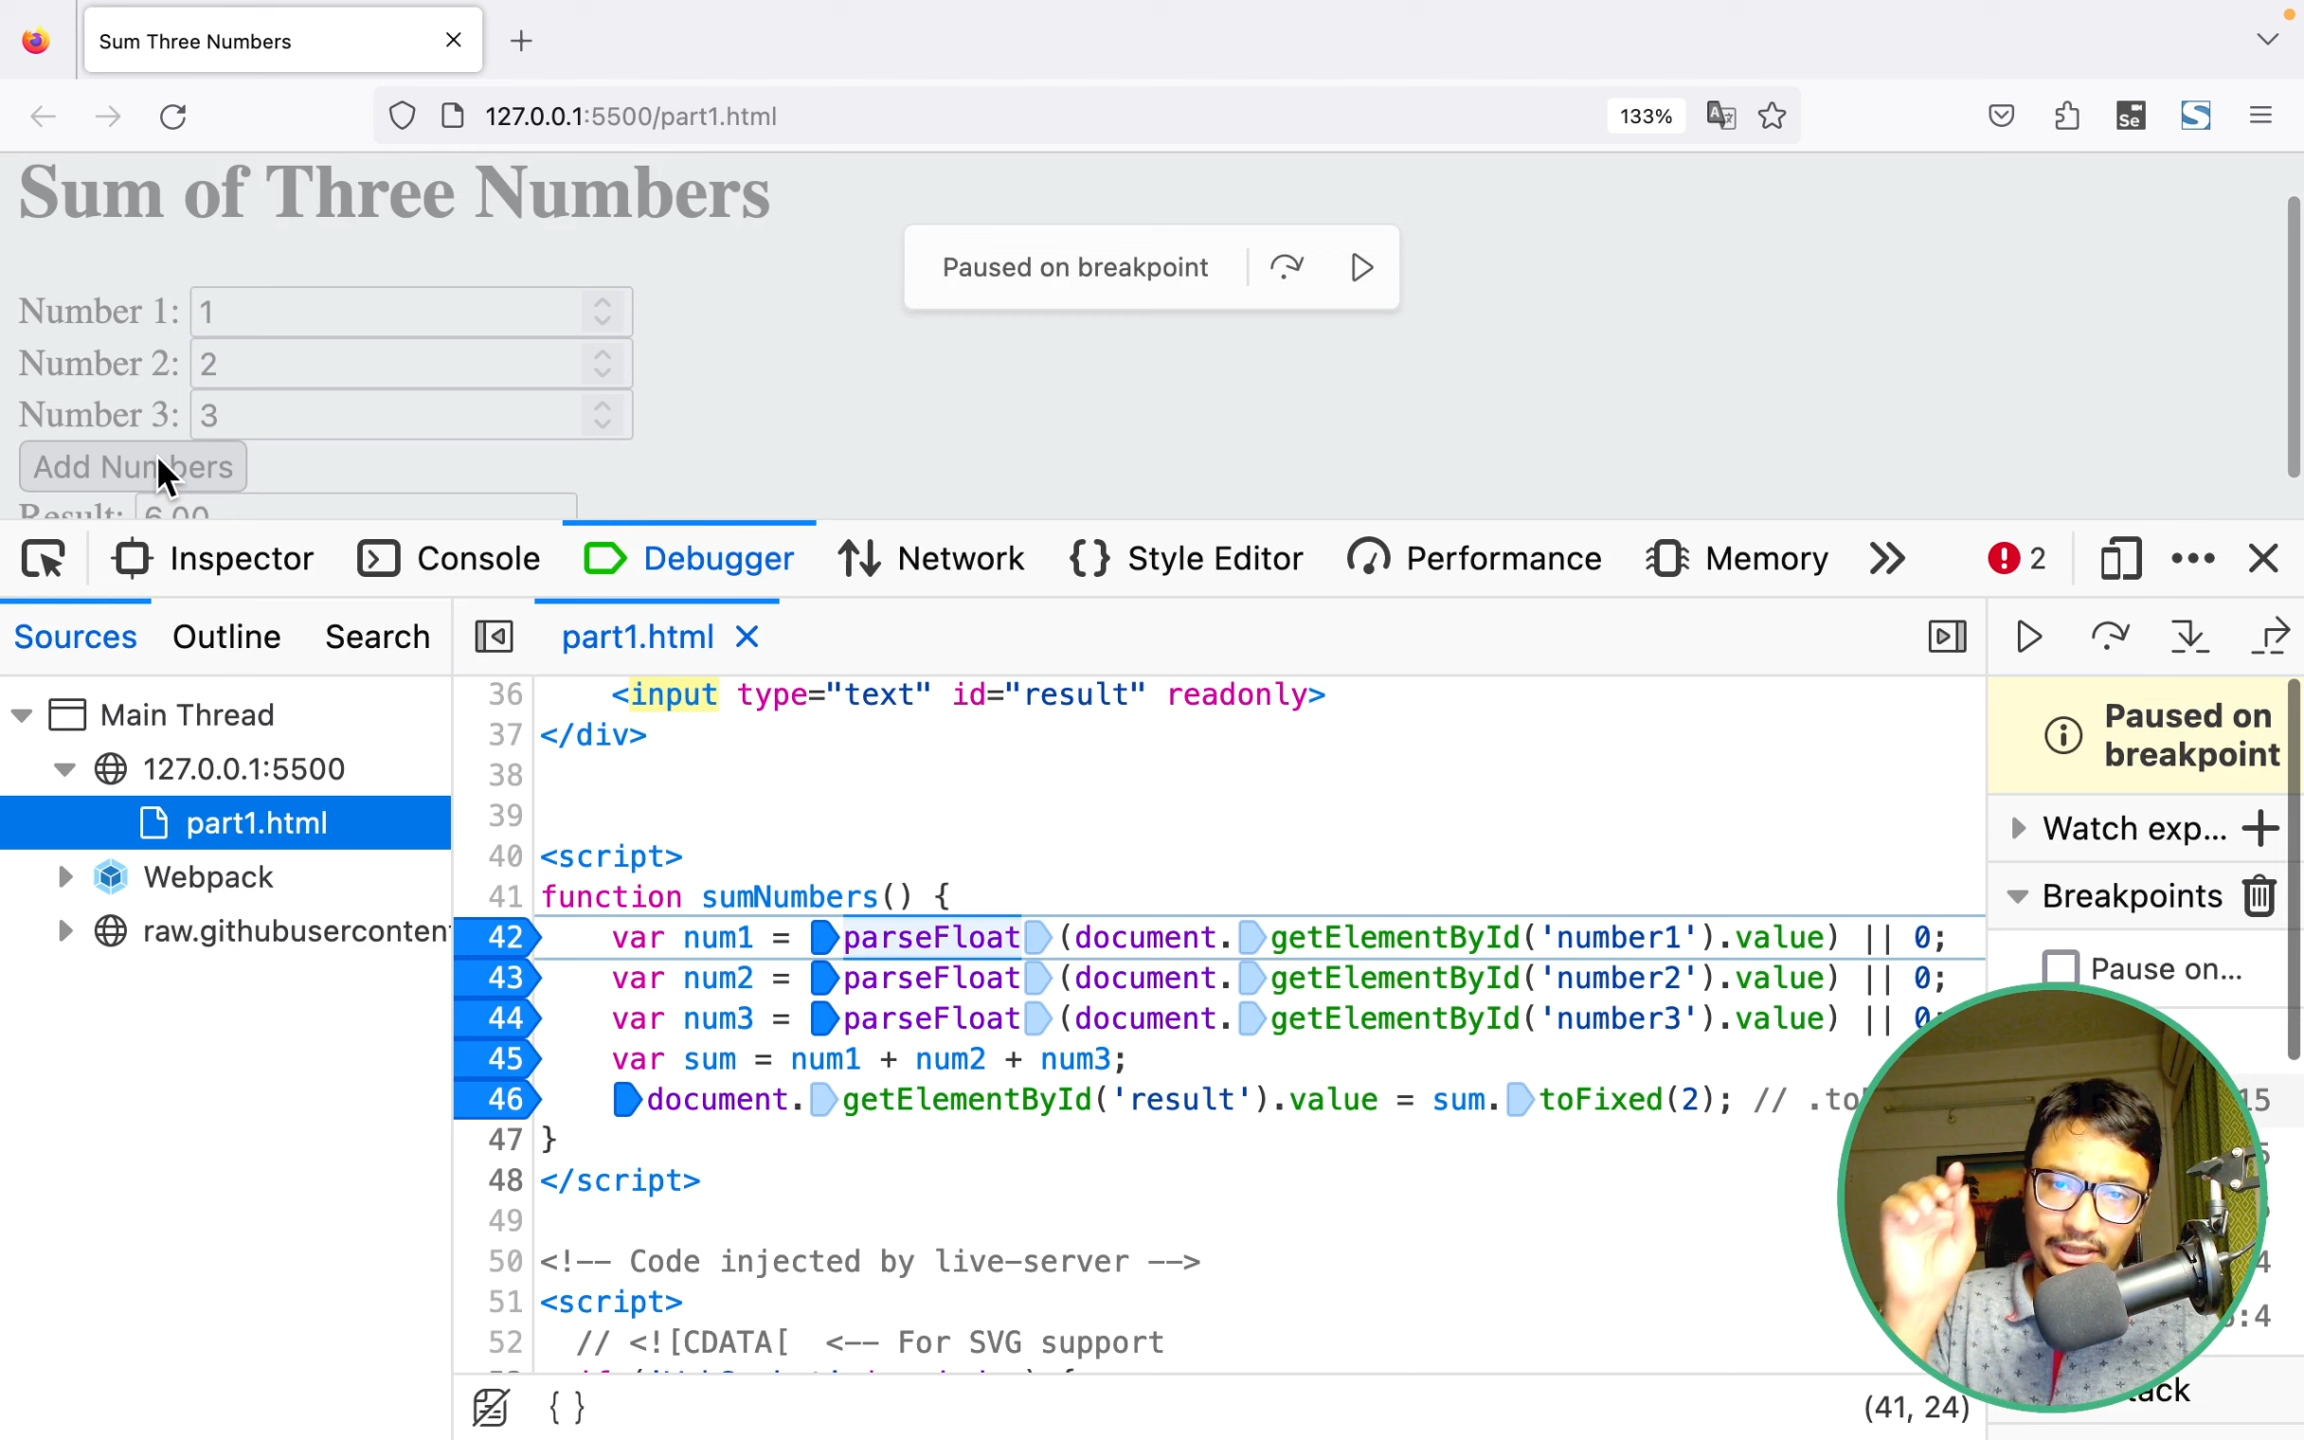 Sum Three Numbers
127.0.0.1:5500/part1.html
133%
Se
Sum of Three Numbers
Paused on breakpoint
Number 1: 1
Number 2: 2
Number 3: 3
Add Numbers
Result: 6.00
Inspector
Console
Debugger
Network
Style Editor
Performance
Memory
2
Sources
Outline
Search
part1.html
Main Thread
127.0.0.1:5500
part1.html
Webpack
raw.githubuserconten
36 <input type="text" id="result" readonly>
37 </div>
38
39
40 <script>
41 function sumNumbers() {
42 var num1 = parseFloat(document.getElementById('number1').value) || 0;
43 var num2 = parseFloat(document.getElementById('number2').value) || 0;
44 var num3 = parseFloat(document.getElementById('number3').value) || 0;
45 var sum = num1 + num2 + num3;
46 document.getElementById('result').value = sum.toFixed(2); // .to
47 }
48 </script>
49
50 <!-- Code injected by live-server -->
51 <script>
52 // <![CDATA[ <-- For SVG support
{ }
(41, 24)
Paused on
breakpoint
Watch exp...
Breakpoints
Pause on...
15